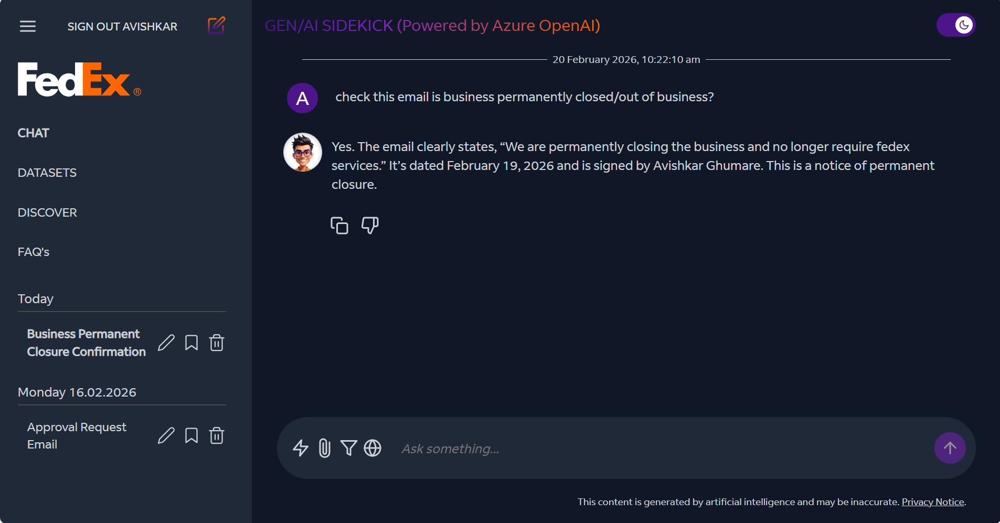 SIGN OUT AVISHKAR
FedEx®
CHAT
DATASETS
DISCOVER
FAQ's
Today
Business Permanent
Closure Confirmation
Monday 16.02.2026
Approval Request
Email
GEN/AI SIDEKICK (Powered by Azure OpenAI)
20 February 2026, 10:22:10 am
A
check this email is business permanently closed/out of business?
Yes. The email clearly states, “We are permanently closing the business and no longer require fedex
services.” It’s dated February 19, 2026 and is signed by Avishkar Ghumare. This is a notice of permanent
closure.
Ask something...
This content is generated by artificial intelligence and may be inaccurate. Privacy Notice.